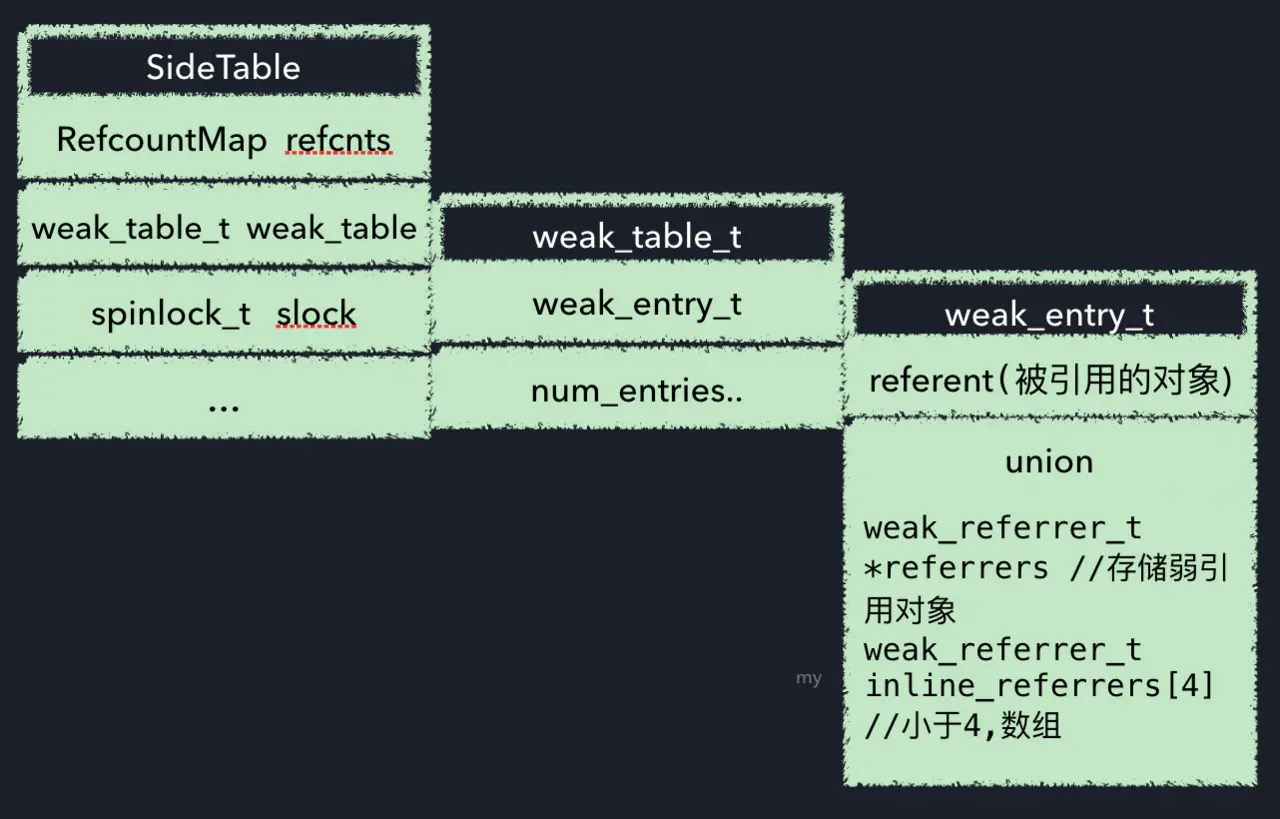 SideTable
RefcountMap refcnts
weak_table_t weak_table
spinlock_t slock
...
weak_table_t
weak_entry_t
num_entries..
weak_entry_t
referent(被引用的对象)
union
weak_referrer_t
*referrers //存储弱引
用对象
weak_referrer_t
inline_referrers[4]
//小于4,数组
my